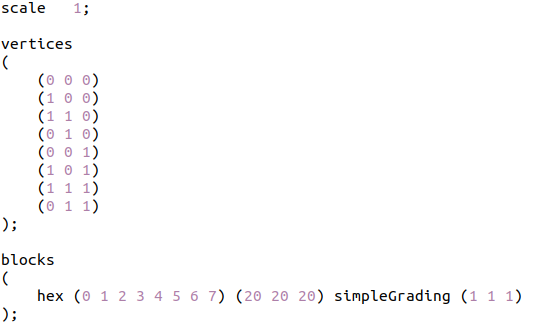 scale   1;

vertices
(
    (0 0 0)
    (1 0 0)
    (1 1 0)
    (0 1 0)
    (0 0 1)
    (1 0 1)
    (1 1 1)
    (0 1 1)
);

blocks
(
    hex (0 1 2 3 4 5 6 7) (20 20 20) simpleGrading (1 1 1)
);